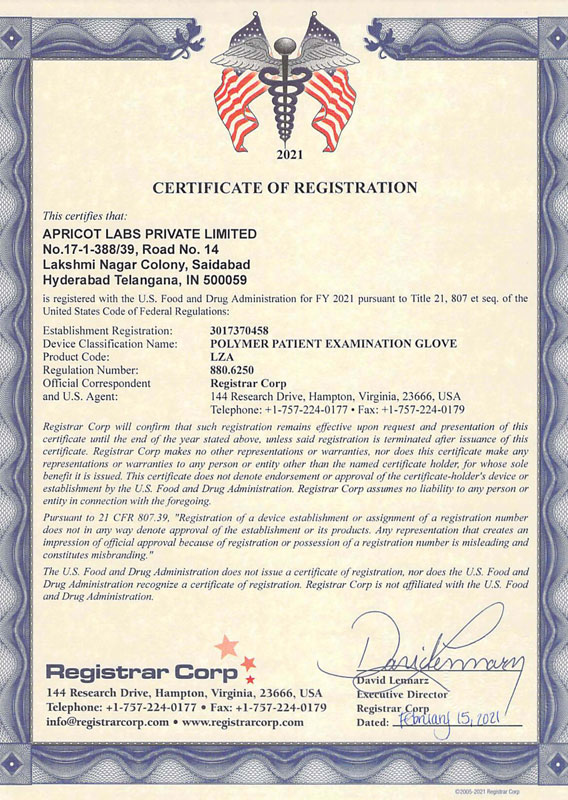 2021
CERTIFICATE OF REGISTRATION
This certifies that:
APRICOT LABS PRIVATE LIMITED
No.17-1-388/39, Road No. 14
Lakshmi Nagar Colony, Saidabad
Hyderabad Telangana, IN 500059
is registered with the U.S. Food and Drug Administration for FY 2021 pursuant to Title 21, 807 et seq. of the
United States Code of Federal Regulations:
Establishment Registration: 3017370458
Device Classification Name: POLYMER PATIENT EXAMINATION GLOVE
Product Code: LZA
Regulation Number: 880.6250
Official Correspondent Registrar Corp
and U.S. Agent: 144 Research Drive, Hampton, Virginia, 23666, USA
Telephone: +1-757-224-0177 • Fax: +1-757-224-0179
Registrar Corp will confirm that such registration remains effective upon request and presentation of this
certificate until the end of the year stated above, unless said registration is terminated after issuance of this
certificate. Registrar Corp makes no other representations or warranties, nor does this certificate make any
representations or warranties to any person or entity other than the named certificate holder, for whose sole
benefit it is issued. This certificate does not denote endorsement or approval of the certificate-holder's device or
establishment by the U.S. Food and Drug Administration. Registrar Corp assumes no liability to any person or
entity in connection with the foregoing.
Pursuant to 21 CFR 807.39, "Registration of a device establishment or assignment of a registration number
does not in any way denote approval of the establishment or its products. Any representation that creates an
impression of official approval because of registration or possession of a registration number is misleading and
constitutes misbranding."
The U.S. Food and Drug Administration does not issue a certificate of registration, nor does the U.S. Food and
Drug Administration recognize a certificate of registration. Registrar Corp is not affiliated with the U.S. Food
and Drug Administration.
Registrar Corp
144 Research Drive, Hampton, Virginia, 23666, USA
Telephone: +1-757-224-0177 • Fax: +1-757-224-0179
info@registrarcorp.com • www.registrarcorp.com
David Lennarz
David Lennarz
Executive Director
Registrar Corp
Dated: February 15, 2021
©2005-2021 Registrar Corp